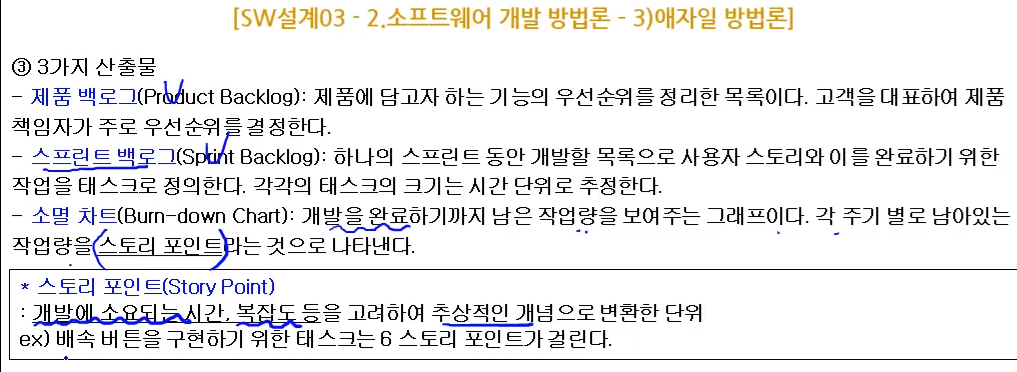 [SW설계03 - 2.소프트웨어 개발 방법론 - 3)애자일 방법론]
③ 3가지 산출물
- 제품 백로그(Product Backlog): 제품에 담고자 하는 기능의 우선순위를 정리한 목록이다. 고객을 대표하여 제품
책임자가 주로 우선순위를 결정한다.
- 스프린트 백로그(Sprint Backlog): 하나의 스프린트 동안 개발할 목록으로 사용자 스토리와 이를 완료하기 위한
작업을 태스크로 정의한다. 각각의 태스크의 크기는 시간 단위로 추정한다.
- 소멸 차트(Burn-down Chart): 개발을 완료하기까지 남은 작업량을 보여주는 그래프이다. 각 주기 별로 남아있는
작업량을 스토리 포인트라는 것으로 나타낸다.
* 스토리 포인트(Story Point)
: 개발에 소요되는 시간, 복잡도 등을 고려하여 추상적인 개념으로 변환한 단위
ex) 배속 버튼을 구현하기 위한 태스크는 6 스토리 포인트가 걸린다.